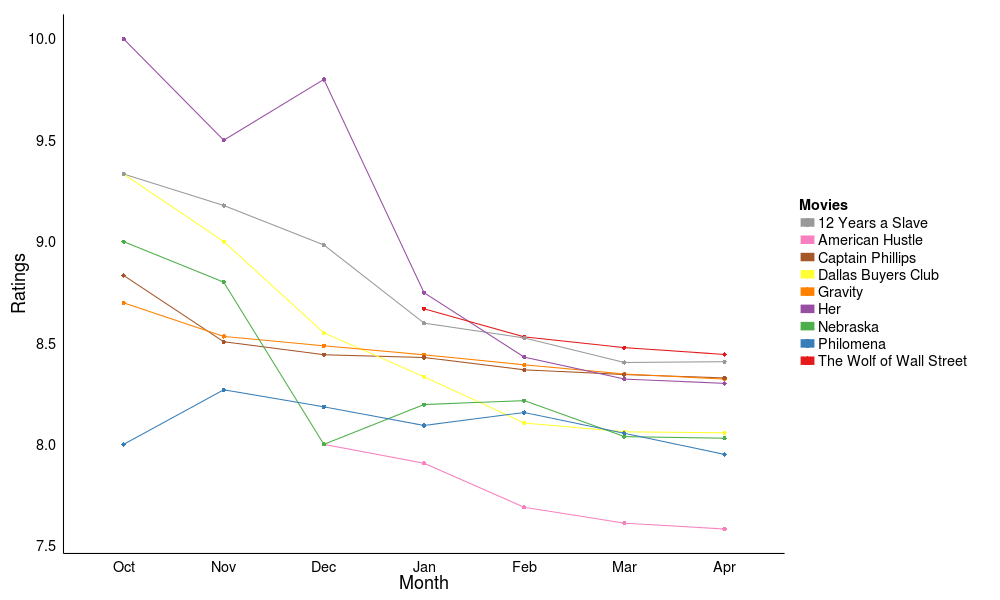 10.0
9.5
9.0
8.5
8.0
7.5
Ratings
Oct Nov Dec Jan Feb Mar Apr
Month
Movies
12 Years a Slave
American Hustle
Captain Phillips
Dallas Buyers Club
Gravity
Her
Nebraska
Philomena
The Wolf of Wall Street